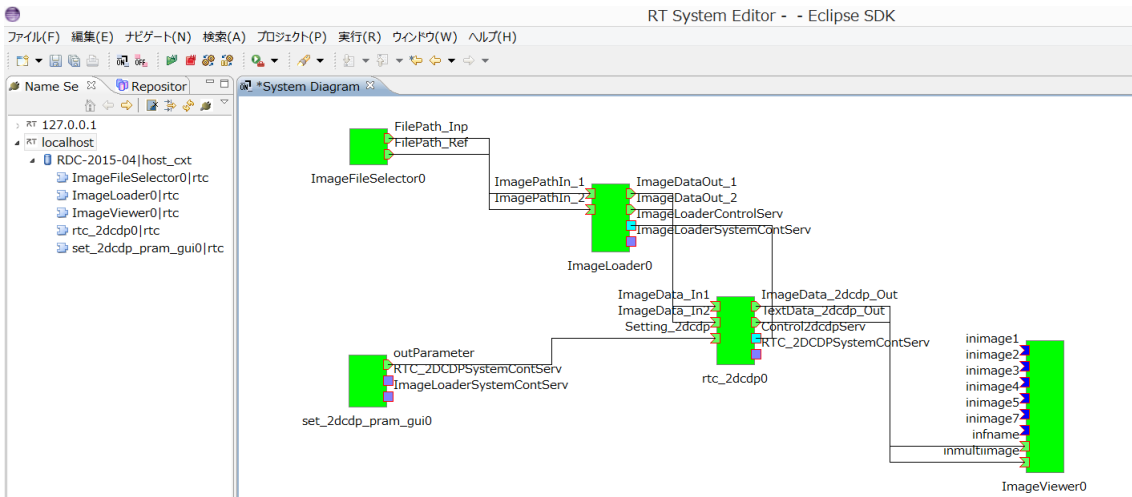 RT System Editor - - Eclipse SDK
ファイル(F) 編集(E) ナビゲート(N) 検索(A) プロジェクト(P) 実行(R) ウィンドウ(W) ヘルプ(H)
ON OFF
Name Se Repositor
*System Diagram
127.0.0.1
localhost
RDC-2015-04|host_cxt
ImageFileSelector0|rtc
ImageLoader0|rtc
ImageViewer0|rtc
rtc_2dcdp0|rtc
set_2dcdp_pram_gui0|rtc
FilePath_Inp
FilePath_Ref
ImageFileSelector0
ImagePathIn_1
ImagePathIn_2
ImageDataOut_1
ImageDataOut_2
ImageLoaderControlServ
ImageLoaderSystemContServ
ImageLoader0
ImageData_In1
ImageData_In2
Setting_2dcdp
ImageData_2dcdp_Out
TextData_2dcdp_Out
Control2dcdpServ
RTC_2DCDPSystemContServ
rtc_2dcdp0
outParameter
RTC_2DCDPSystemContServ
ImageLoaderSystemContServ
set_2dcdp_pram_gui0
inimage1
inimage2
inimage3
inimage4
inimage5
inimage7
infname
inmultiimage
ImageViewer0